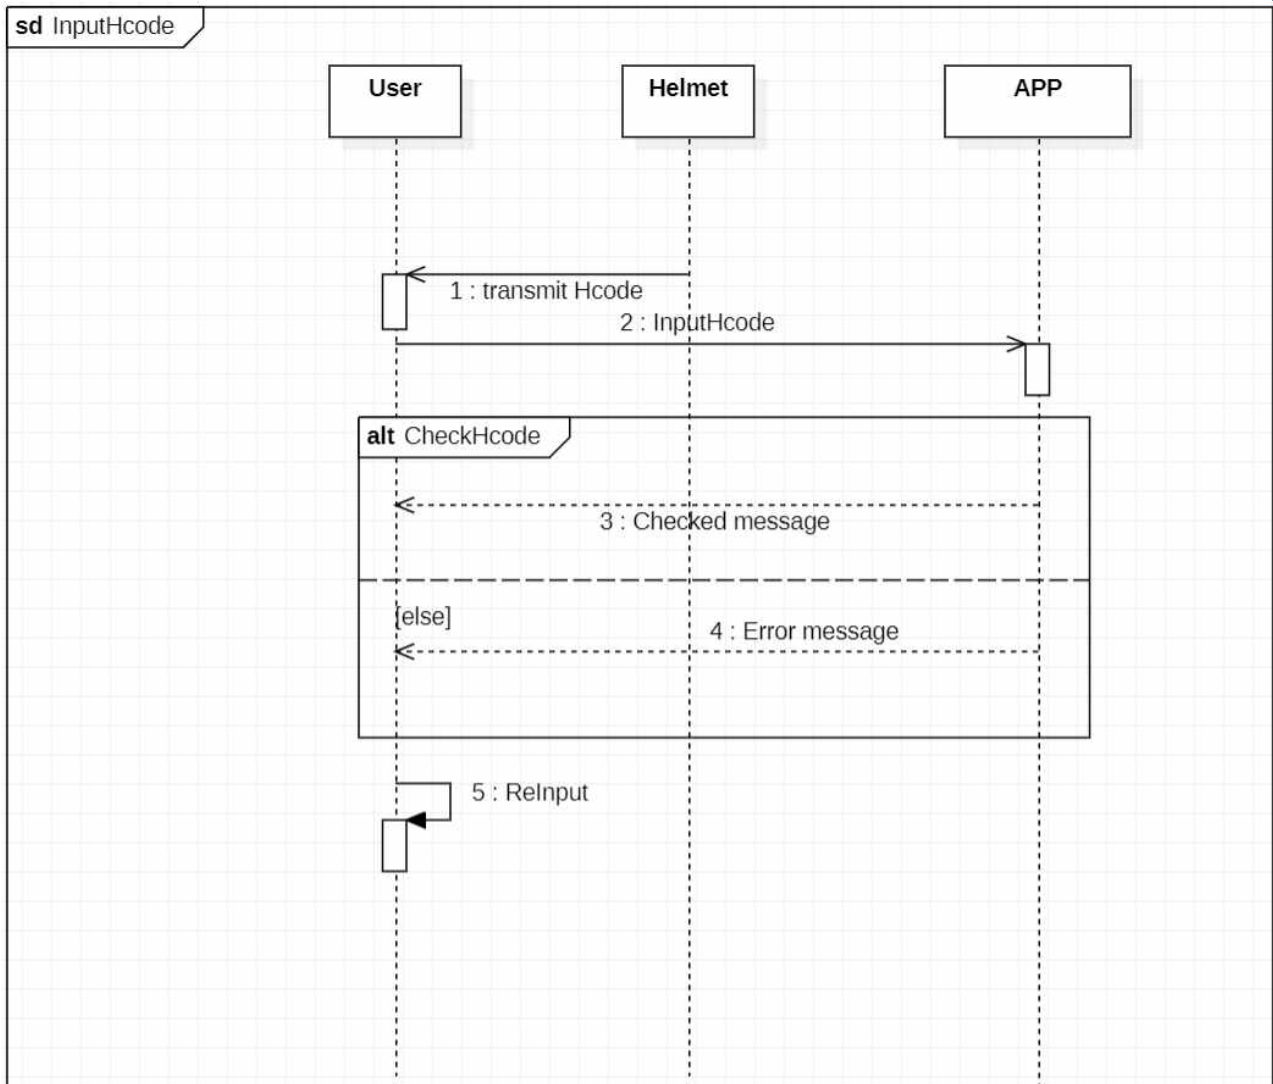 sd InputHcode
User
Helmet
APP
1 : transmit Hcode
2 : InputHcode
alt CheckHcode
3 : Checked message
[else]
4 : Error message
5 : ReInput